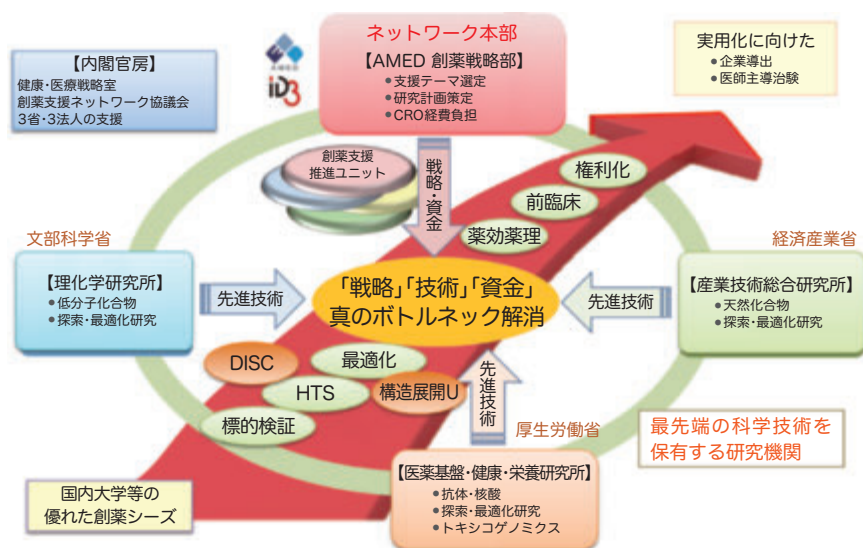 ネットワーク本部
【AMED 創薬戦略部】
•支援テーマ選定
•研究計画策定
•CRO経費負担
【内閣官房】
健康・医療戦略室
創薬支援ネットワーク協議会
3省・3法人の支援
AMED
iD3
実用化に向けた
•企業導出
•医師主導治験
創薬支援
推進ユニット
戦略・資金
権利化
前臨床
薬効薬理
文部科学省
【理化学研究所】
•低分子化合物
•探索・最適化研究
先進技術
「戦略」「技術」「資金」
真のボトルネック解消
先進技術
経済産業省
【産業技術総合研究所】
•天然化合物
•探索・最適化研究
DISC
最適化
HTS
構造展開U
標的検証
先進技術
厚生労働省
【医薬基盤・健康・栄養研究所】
•抗体・核酸
•探索・最適化研究
•トキシコゲノミクス
最先端の科学技術を
保有する研究機関
国内大学等の
優れた創薬シーズ